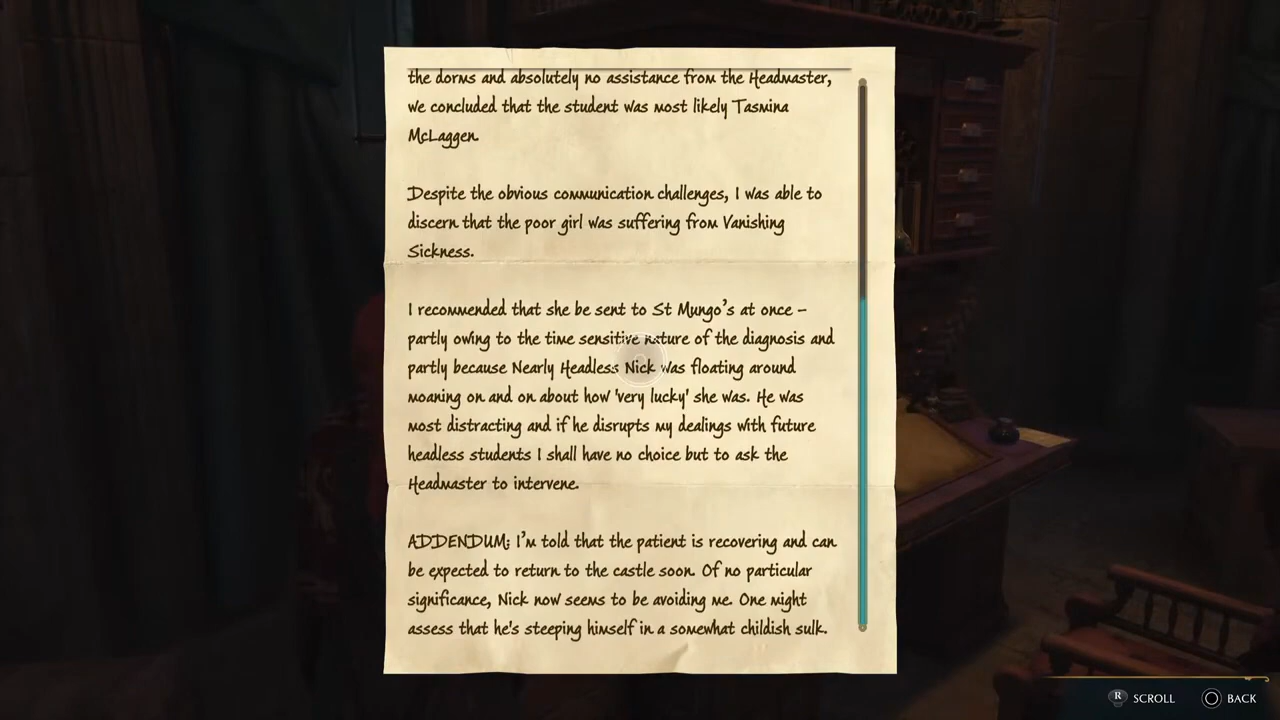 the dorms and absolutely no assistance from the Headmaster,
we concluded that the student was most likely Tasmina
McLaggen.
Despite the obvious communication challenges, I was able to
discern that the poor girl was suffering from Vanishing
Sickness.
I recommended that she be sent to St Mungo's at once –
partly owing to the time sensitive nature of the diagnosis and
partly because Nearly Headless Nick was floating around
moaning on and on about how 'very lucky' she was. He was
most distracting and if he disrupts my dealings with future
headless students I shall have no choice but to ask the
Headmaster to intervene.
ADDENDUM: I'm told that the patient is recovering and can
be expected to return to the castle soon. Of no particular
significance, Nick now seems to be avoiding me. One might
assess that he's steeping himself in a somewhat childish sulk.
R SCROLL BACK